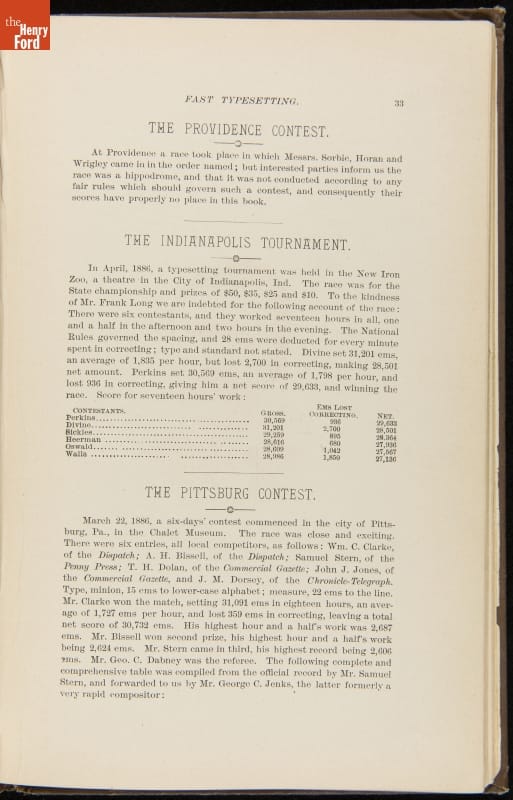 the
Henry
Ford
FAST TYPESETTING. 33
THE PROVIDENCE CONTEST.
At Providence a race took place in which Messrs. Sorbie, Horan and
Wrigley came in in the order named; but interested parties inform us the
race was a hippodrome, and that it was not conducted according to any
fair rules which should govern such a contest, and consequently their
scores have properly no place in this book.
THE INDIANAPOLIS TOURNAMENT.
In April, 1886, a typesetting tournament was held in the New Iron
Zoo, a theatre in the City of Indianapolis, Ind. The race was for the
State championship and prizes of $50, $35, $25 and $10. To the kindness
of Mr. Frank Long we are indebted for the following account of the race:
There were six contestants, and they worked seventeen hours in all, one
and a half in the afternoon and two hours in the evening. The National
Rules governed the spacing, and 28 ems were deducted for every minute
spent in correcting; type and standard not stated. Divine set 31,201 ems,
an average of 1,835 per hour, but lost 2,700 in correcting, making 28,501
net amount. Perkins set 30,569 ems, an average of 1,798 per hour, and
lost 936 in correcting, giving him a net score of 29,633, and winning the
race. Score for seventeen hours' work:
CONTESTANTS. GROSS. EMS LOST CORRECTING. NET.
Perkins 30,569 936 29,633
Divine 31,201 2,700 28,501
Sickles 29,259 895 28,364
Heerman 28,616 680 27,936
Oswald 28,609 1,042 27,567
Walls 28,986 1,850 27,136
THE PITTSBURG CONTEST.
March 22, 1886, a six-days' contest commenced in the city of Pitts-
burg, Pa., in the Chalet Museum. The race was close and exciting.
There were six entries, all local competitors, as follows: Wm. C. Clarke,
of the Dispatch; A. H. Bissell, of the Dispatch; Samuel Stern, of the
Penny Press; T. H. Dolan, of the Commercial Gazette; John J. Jones, of
the Commercial Gazette, and J. M. Dorsey, of the Chronicle-Telegraph.
Type, minion, 15 ems to lower-case alphabet; measure, 22 ems to the line.
Mr. Clarke won the match, setting 31,091 ems in eighteen hours, an aver-
age of 1,727 ems per hour, and lost 359 ems in correcting, leaving a total
net score of 30,732 ems. His highest hour and a half's work was 2,687
ems. Mr. Bissell won second prize, his highest hour and a half's work
being 2,624 ems. Mr. Stern came in third, his highest record being 2,606
ems. Mr. Geo. C. Dabney was the referee. The following complete and
comprehensive table was compiled from the official record by Mr. Samuel
Stern, and forwarded to us by Mr. George C. Jenks, the latter formerly a
very rapid compositor: